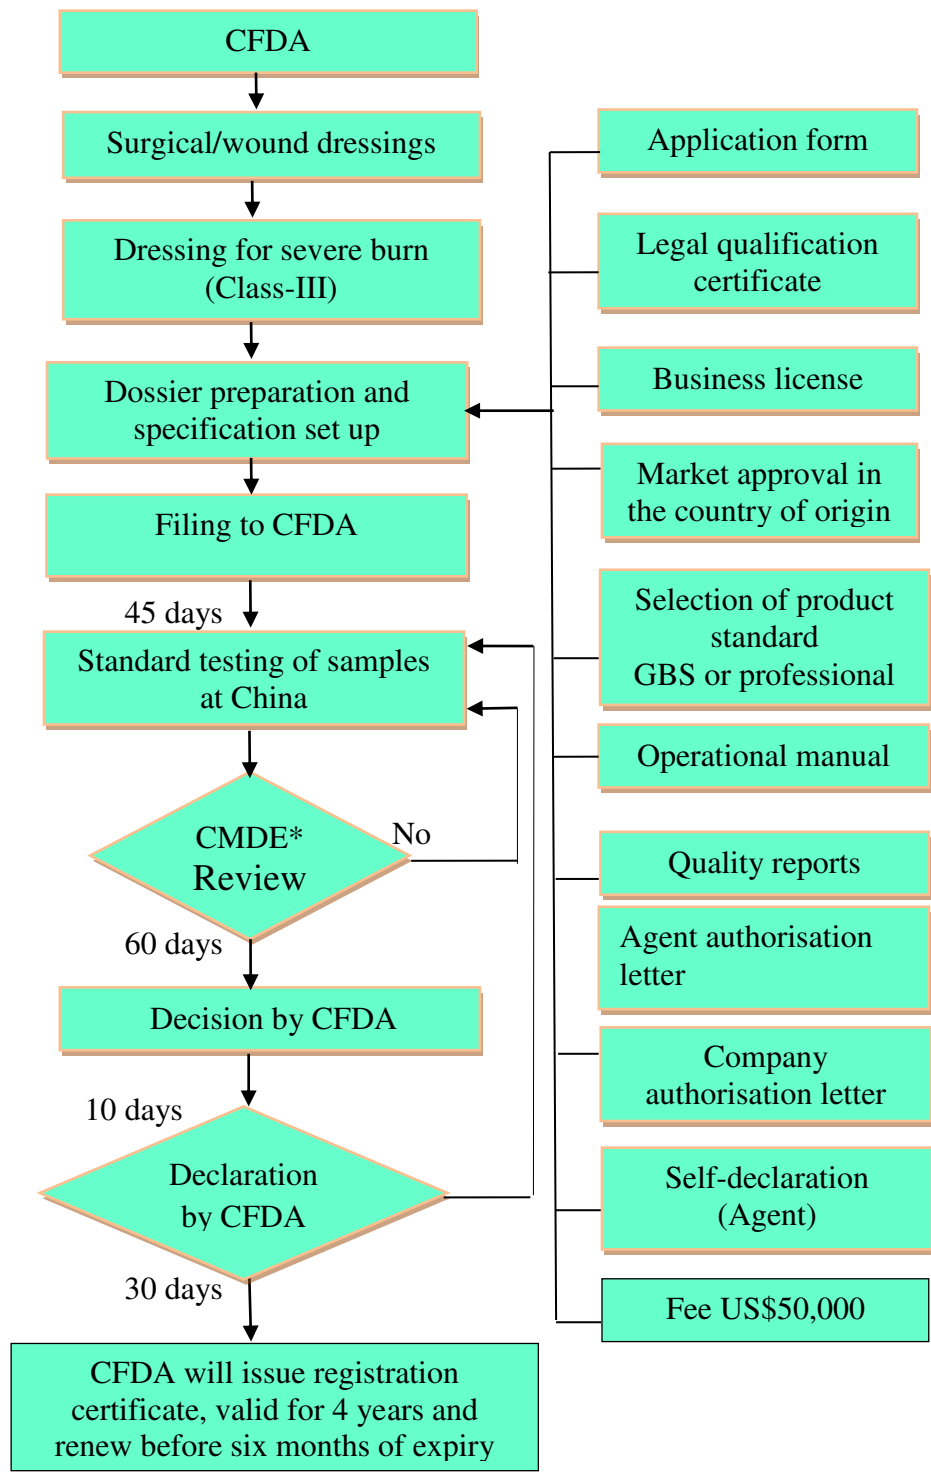 CFDA
Surgical/wound dressings
Dressing for severe burn
(Class-III)
Dossier preparation and
specification set up
Filing to CFDA
45 days
Standard testing of samples
at China
CMDE*
Review
No
60 days
Decision by CFDA
10 days
Declaration
by CFDA
30 days
CFDA will issue registration
certificate, valid for 4 years and
renew before six months of expiry
Application form
Legal qualification
certificate
Business license
Market approval in
the country of origin
Selection of product
standard
GBS or professional
Operational manual
Quality reports
Agent authorisation
letter
Company
authorisation letter
Self-declaration
(Agent)
Fee US$50,000